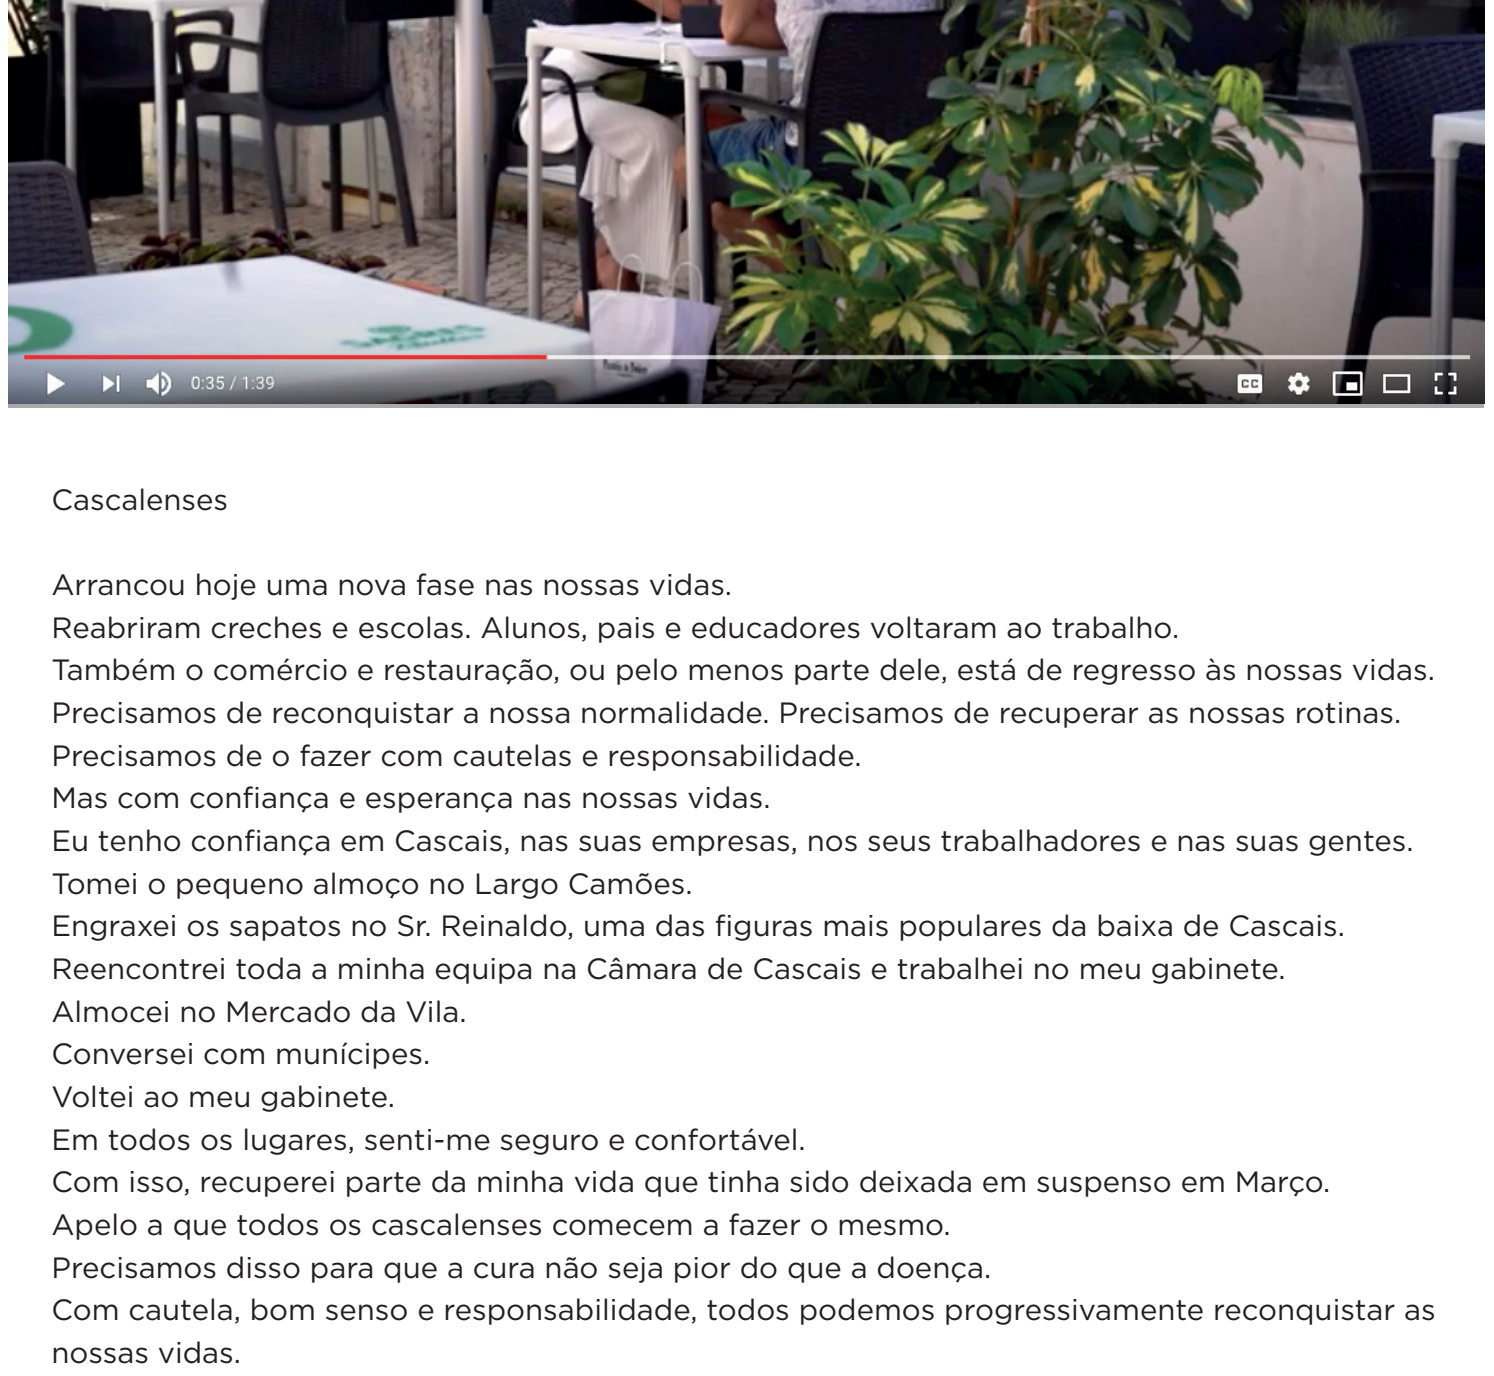 SAGRES
0:35 / 1:39
CC
Cascalenses
Arrancou hoje uma nova fase nas nossas vidas.
Reabriram creches e escolas. Alunos, pais e educadores voltaram ao trabalho.
Também o comércio e restauração, ou pelo menos parte dele, está de regresso às nossas vidas.
Precisamos de reconquistar a nossa normalidade. Precisamos de recuperar as nossas rotinas.
Precisamos de o fazer com cautelas e responsabilidade.
Mas com confiança e esperança nas nossas vidas.
Eu tenho confiança em Cascais, nas suas empresas, nos seus trabalhadores e nas suas gentes.
Tomei o pequeno almoço no Largo Camões.
Engraxei os sapatos no Sr. Reinaldo, uma das figuras mais populares da baixa de Cascais.
Reencontrei toda a minha equipa na Câmara de Cascais e trabalhei no meu gabinete.
Almocei no Mercado da Vila.
Conversei com munícipes.
Voltei ao meu gabinete.
Em todos os lugares, senti-me seguro e confortável.
Com isso, recuperei parte da minha vida que tinha sido deixada em suspenso em Março.
Apelo a que todos os cascalenses comecem a fazer o mesmo.
Precisamos disso para que a cura não seja pior do que a doença.
Com cautela, bom senso e responsabilidade, todos podemos progressivamente reconquistar as
nossas vidas.